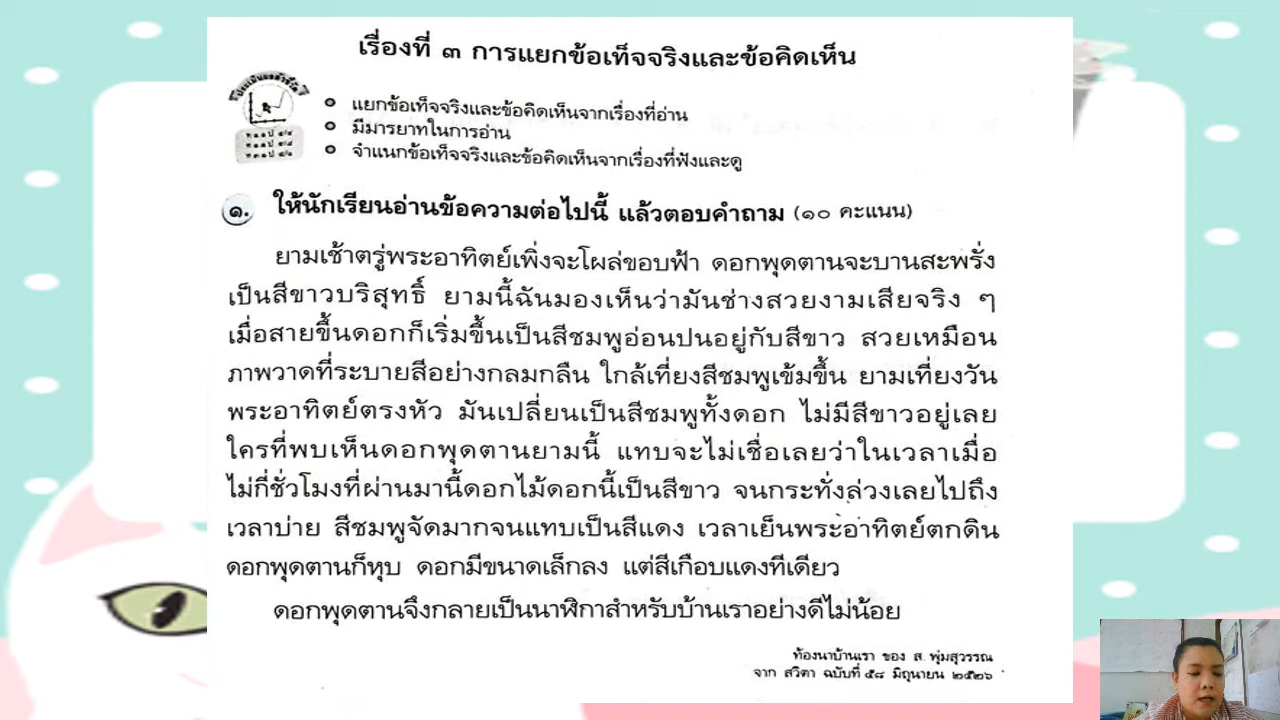 เรื่องที่ ๓ การแยกข้อเท็จจริงและข้อคิดเห็น
แยกข้อเท็จจริงและข้อคิดเห็นจากเรื่องที่อ่าน
มีมารยาทในการอ่าน
จำแนกข้อเท็จจริงและข้อคิดเห็นจากเรื่องที่ฟังและดู
๑. ให้นักเรียนอ่านข้อความต่อไปนี้ แล้วตอบคำถาม (๑๐ คะแนน)
ยามเช้าตรู่พระอาทิตย์เพิ่งจะโผล่ขอบฟ้า ดอกพุดตานจะบานสะพรั่ง
เป็นสีขาวบริสุทธิ์ ยามนี้ฉันมองเห็นว่ามันช่างสวยงามเสียจริง ๆ
เมื่อสายขึ้นดอกก็เริ่มขึ้นเป็นสีชมพูอ่อนปนอยู่กับสีขาว สวยเหมือน
ภาพวาดที่ระบายสีอย่างกลมกลืน ใกล้เที่ยงสีชมพูเข้มขึ้น ยามเที่ยงวัน
พระอาทิตย์ตรงหัว มันเปลี่ยนเป็นสีชมพูทั้งดอก ไม่มีสีขาวอยู่เลย
ใครที่พบเห็นดอกพุดตานยามนี้ แทบจะไม่เชื่อเลยว่าในเวลาเมื่อ
ไม่กี่ชั่วโมงที่ผ่านมานี้ดอกไม้ดอกนี้เป็นสีขาว จนกระทั่งล่วงเลยไปถึง
เวลาบ่าย สีชมพูจัดมากจนแทบเป็นสีแดง เวลาเย็นพระอาทิตย์ตกดิน
ดอกพุดตานก็หุบ ดอกมีขนาดเล็กลง แต่สีเกือบแดงทีเดียว
ดอกพุดตานจึงกลายเป็นนาฬิกาสำหรับบ้านเราอย่างดีไม่น้อย
ท้องนาบ้านเรา ของ ส. พุ่มสุวรรณ
จาก สวิตา ฉบับที่ ๕๘ มิถุนายน ๒๕๒๖